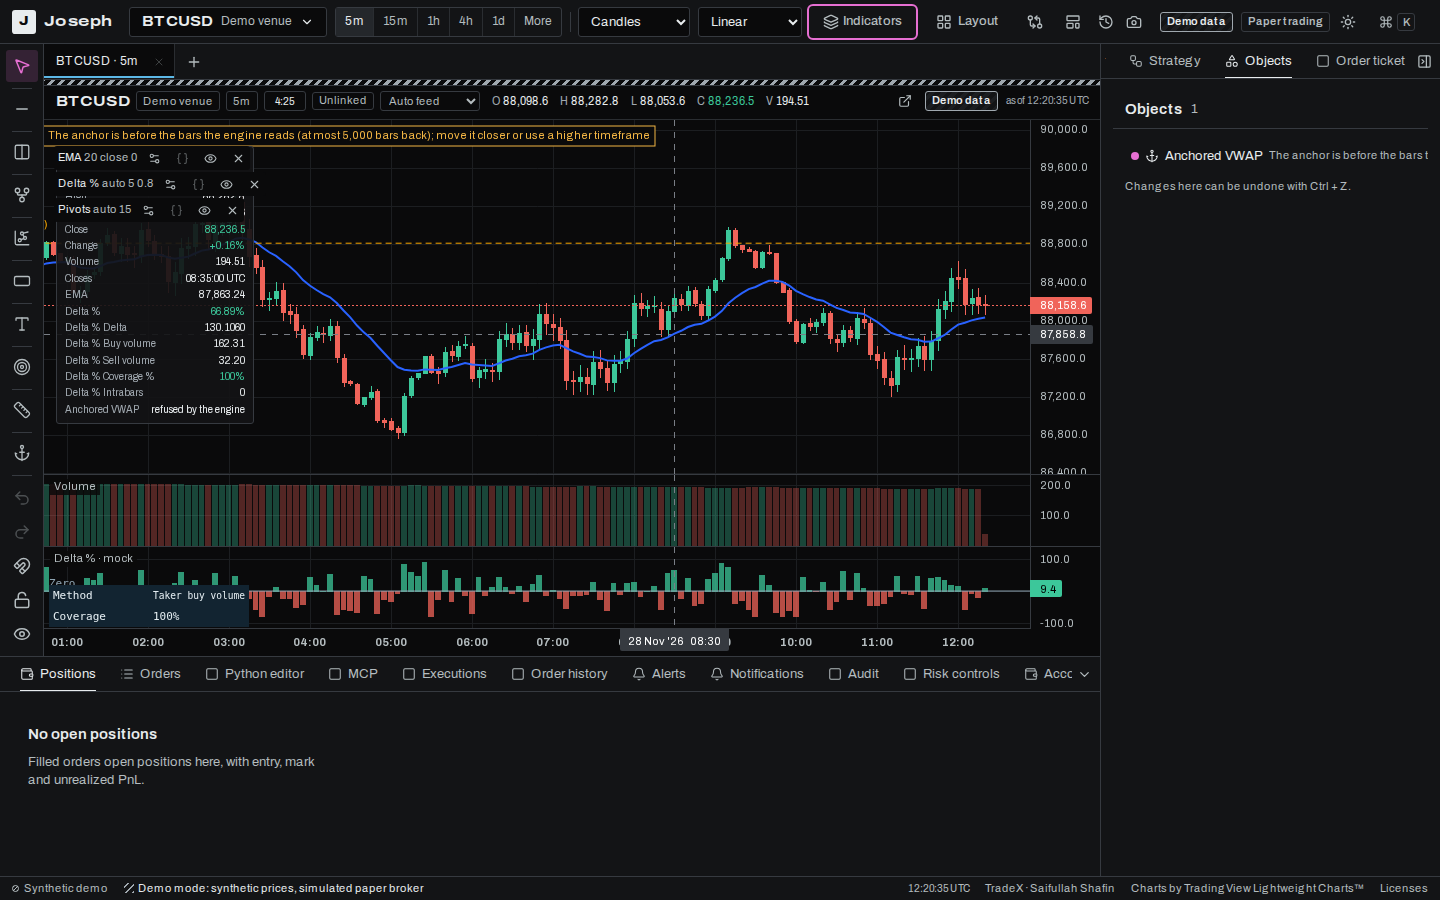 J Joseph BTCUSD Demo venue 5m 15m 1h 4h 1d More Candles Linear Indicators Layout Demo data Paper trading ⌘ K
BTCUSD · 5m × +
Strategy Objects Order ticket
BTCUSD Demo venue 5m 4:25 Unlinked Auto feed O 88,098.6 H 88,282.8 L 88,053.6 C 88,236.5 V 194.51 Demo data as of 12:20:35 UTC
Objects 1
The anchor is before the bars the engine reads (at most 5,000 bars back); move it closer or use a higher timeframe
Anchored VWAP The anchor is before the bars t
Changes here can be undone with Ctrl + Z.
EMA 20 close 0
Delta % auto 5 0.8
Pivots auto 15
Close 88,236.5
Change +0.16%
Volume 194.51
Closes 08:35:00 UTC
EMA 87,863.24
Delta % 66.89%
Delta % Delta 130.1060
Delta % Buy volume 162.31
Delta % Sell volume 32.20
Delta % Coverage % 100%
Delta % Intrabars 0
Anchored VWAP refused by the engine
90,000.0
89,600.0
89,200.0
88,800.0
88,400.0
88,158.6
88,000.0
87,858.8
87,600.0
87,200.0
86,800.0
86,400.0
Volume
200.0
100.0
Delta % · mock
100.0
Zero
9.4
-100.0
Method Taker buy volume
Coverage 100%
01:00 02:00 03:00 04:00 05:00 06:00 07:00 28 Nov '26 08:30 10:00 11:00 12:00
Positions Orders Python editor MCP Executions Order history Alerts Notifications Audit Risk controls Acco
No open positions
Filled orders open positions here, with entry, mark
and unrealized PnL.
Synthetic demo Demo mode: synthetic prices, simulated paper broker 12:20:35 UTC TradeX · Saifullah Shafin Charts by TradingView Lightweight Charts™ Licenses